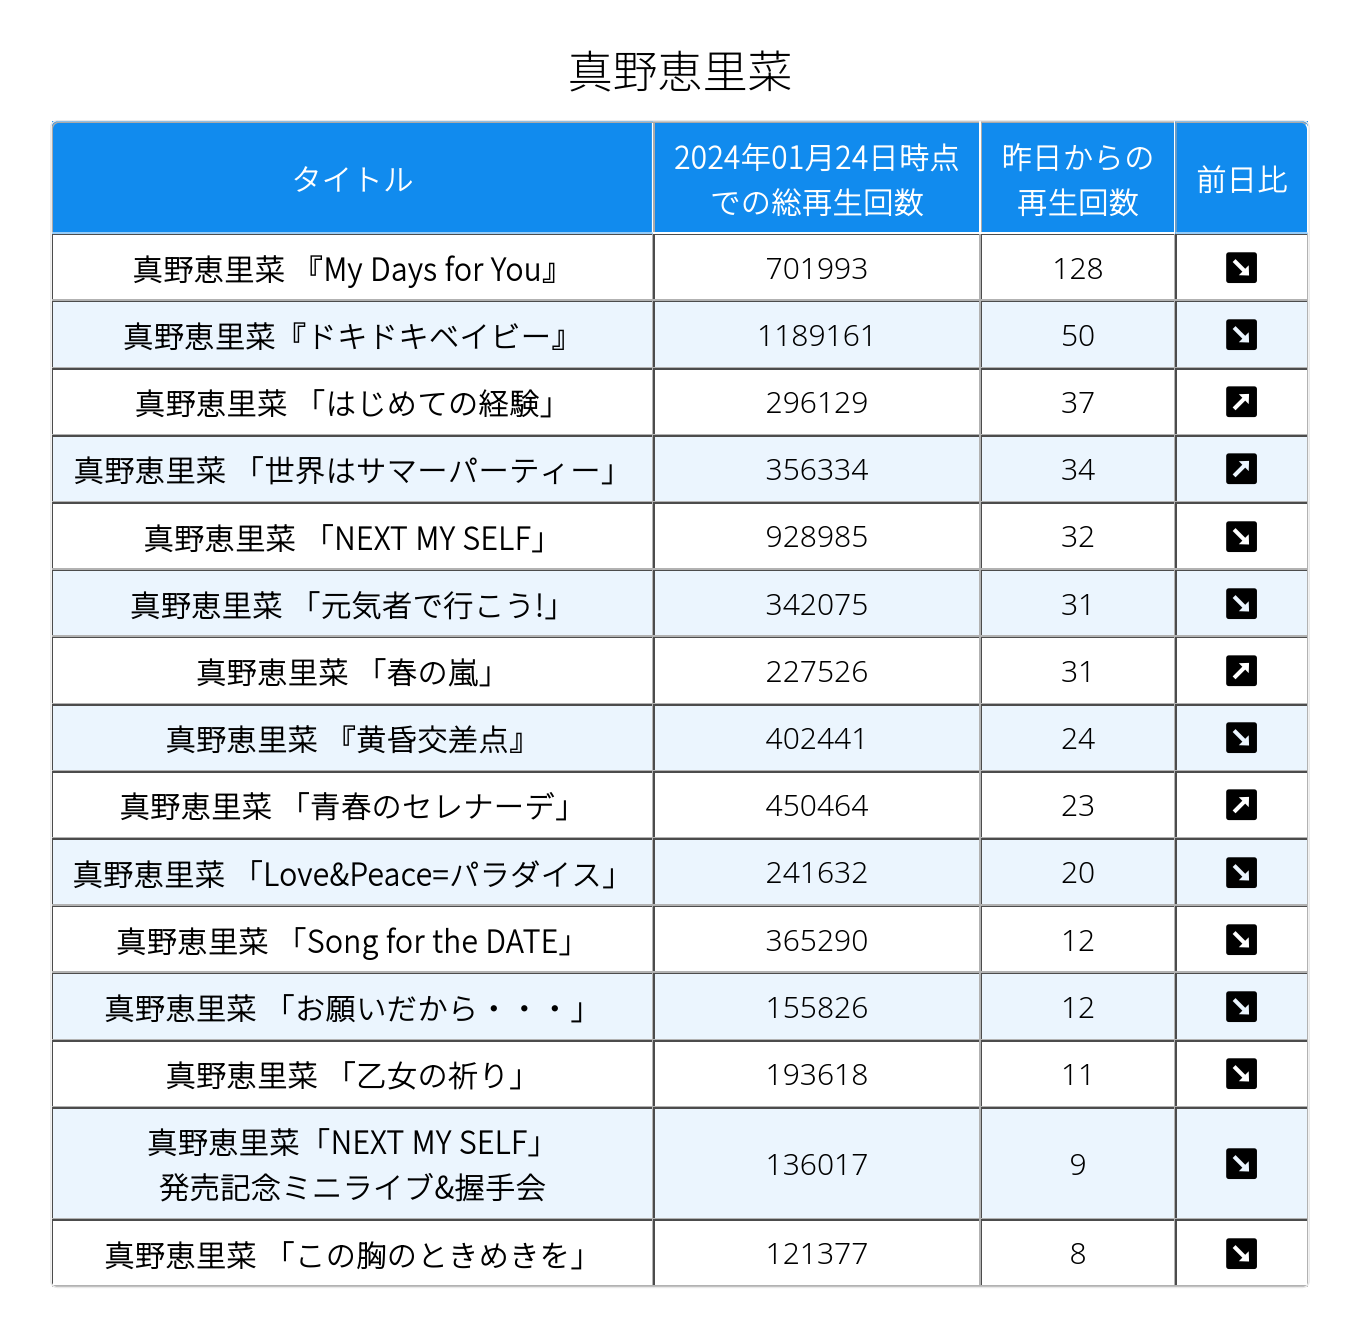 真野恵里菜
タイトル 2024年01月24日時点での総再生回数 昨日からの再生回数 前日比
真野恵里菜 『My Days for You』 701993 128 ↘
真野恵里菜『ドキドキベイビー』 1189161 50 ↘
真野恵里菜 「はじめての経験」 296129 37 ↗
真野恵里菜 「世界はサマーパーティー」 356334 34 ↗
真野恵里菜 「NEXT MY SELF」 928985 32 ↘
真野恵里菜 「元気者で行こう!」 342075 31 ↘
真野恵里菜 「春の嵐」 227526 31 ↗
真野恵里菜 『黄昏交差点』 402441 24 ↘
真野恵里菜 「青春のセレナーデ」 450464 23 ↗
真野恵里菜 「Love&Peace=パラダイス」 241632 20 ↘
真野恵里菜 「Song for the DATE」 365290 12 ↘
真野恵里菜 「お願いだから・・・」 155826 12 ↘
真野恵里菜 「乙女の祈り」 193618 11 ↘
真野恵里菜「NEXT MY SELF」
発売記念ミニライブ&握手会 136017 9 ↘
真野恵里菜 「この胸のときめきを」 121377 8 ↘